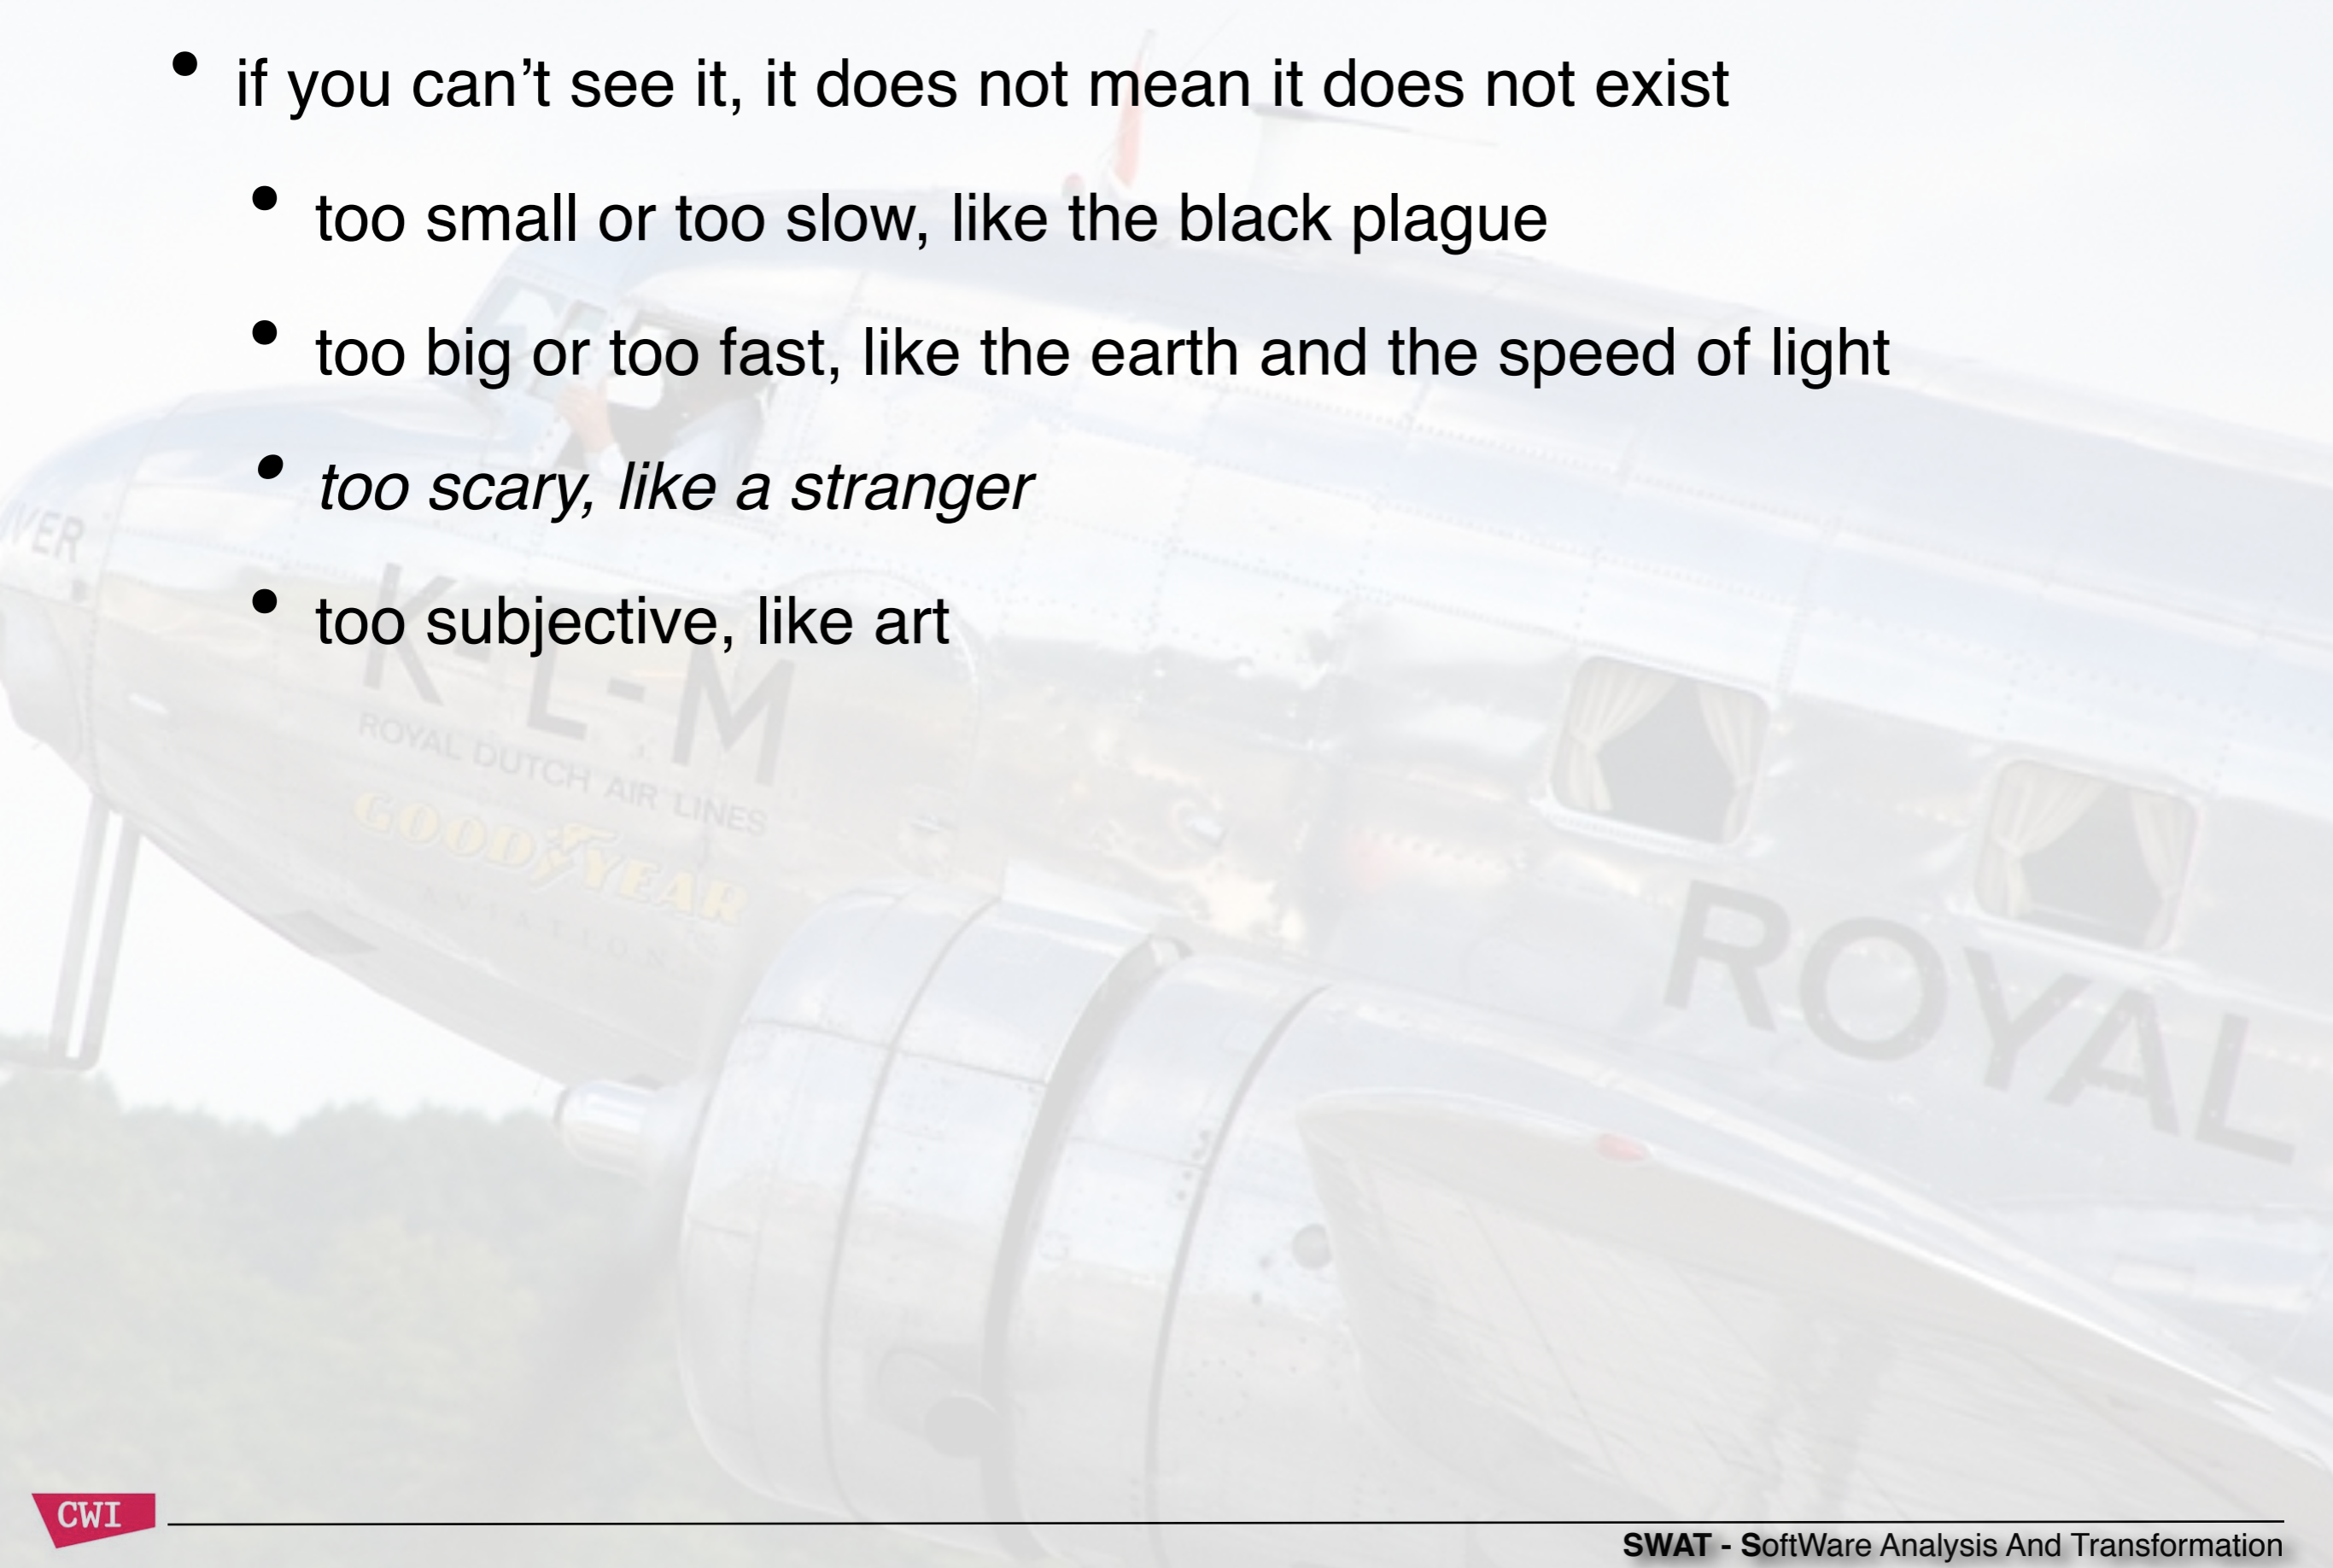 • if you can’t see it, it does not mean it does not exist
• too small or too slow, like the black plague
• too big or too fast, like the earth and the speed of light
• too scary, like a stranger
• too subjective, like art
VER
K-L-M
ROYAL DUTCH AIR LINES
GOODYEAR
AVIATION
ROYAL
CWI
SWAT - SoftWare Analysis And Transformation